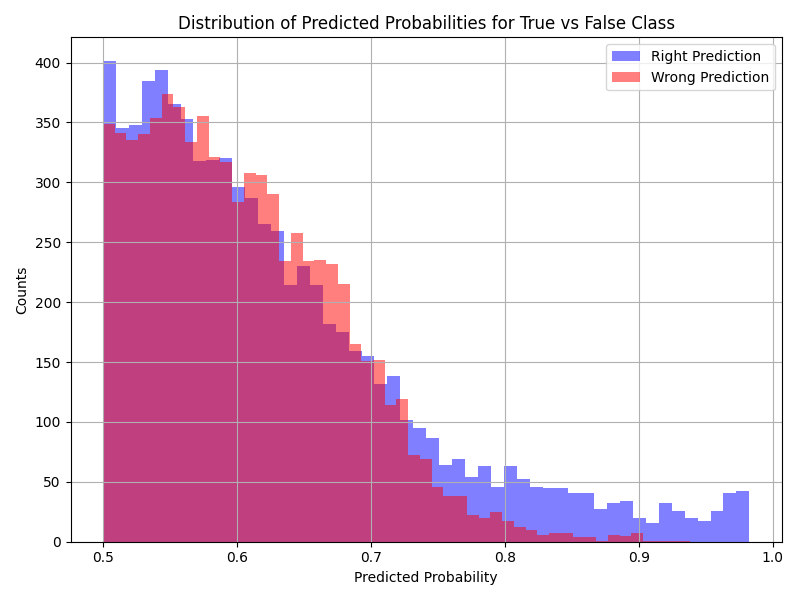 Distribution of Predicted Probabilities for True vs False Class
Right Prediction
Wrong Prediction
400
350
300
250
200
150
100
50
0
Counts
0.5 0.6 0.7 0.8 0.9 1.0
Predicted Probability